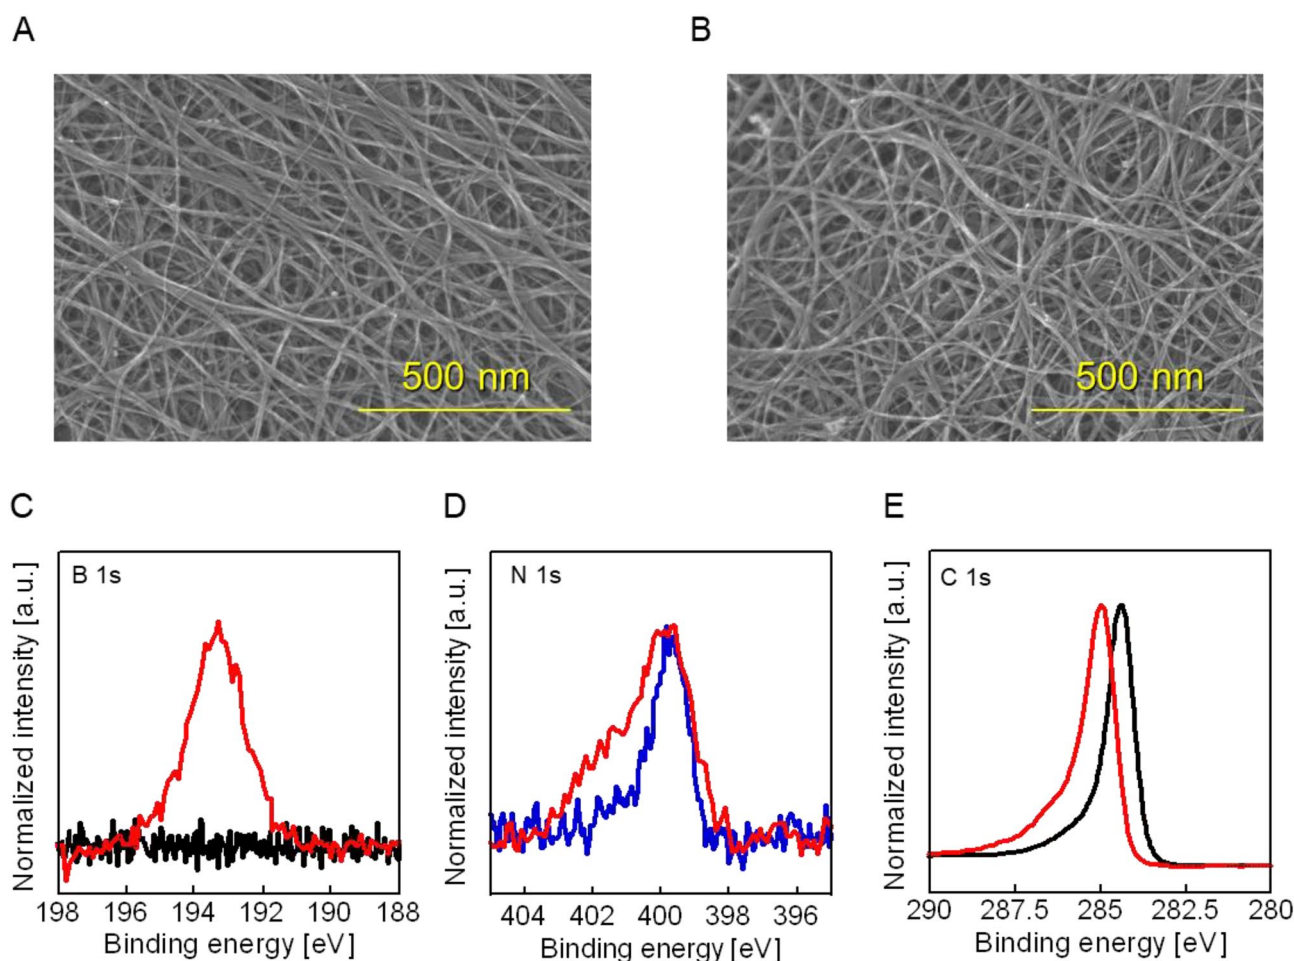 A
B
500 nm
500 nm
C
D
E
B 1s
N 1s
C 1s
Normalized intensity [a.u.]
Normalized intensity [a.u.]
Normalized intensity [a.u.]
198 196 194 192 190 188
404 402 400 398 396
290 287.5 285 282.5 280
Binding energy [eV]
Binding energy [eV]
Binding energy [eV]